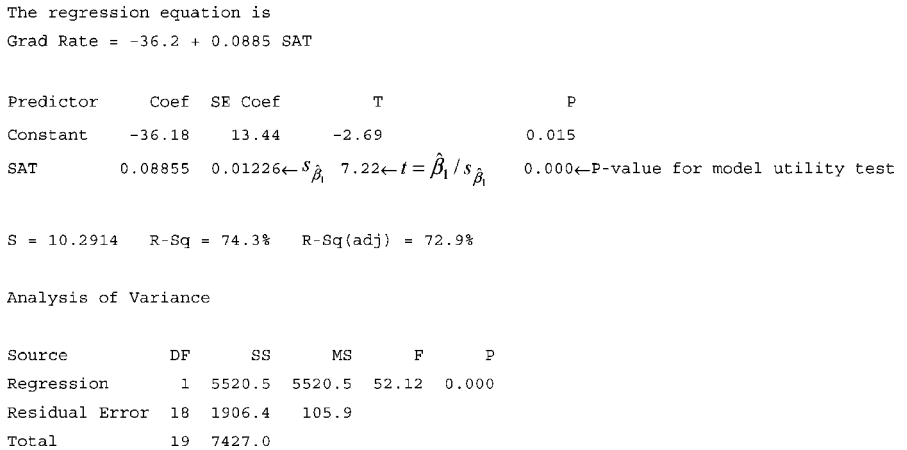 The regression equation is
Grad Rate = -36.2 + 0.0885 SAT
Predictor Coef SE Coef T P
Constant -36.18 13.44 -2.69 0.015
SAT 0.08855 0.01226←s_β̂₁ 7.22←t = β̂₁ / s_β̂₁ 0.000←P-value for model utility test
S = 10.2914 R-Sq = 74.3% R-Sq(adj) = 72.9%
Analysis of Variance
Source DF SS MS F P
Regression 1 5520.5 5520.5 52.12 0.000
Residual Error 18 1906.4 105.9
Total 19 7427.0